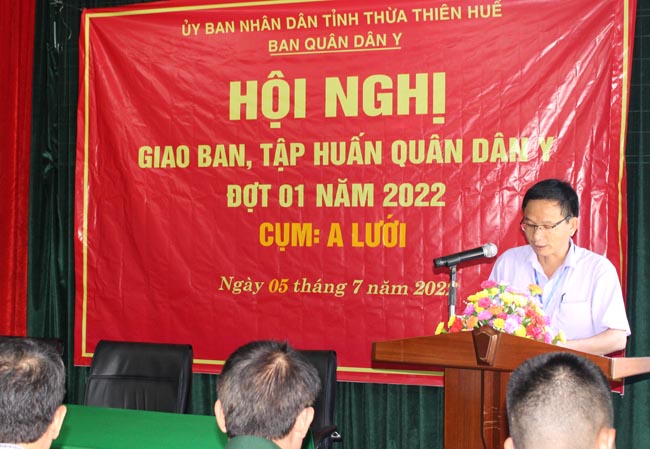 ỦY BAN NHÂN DÂN TỈNH THỪA THIÊN HUẾ
BAN QUÂN DÂN Y
HỘI NGHỊ
GIAO BAN, TẬP HUẤN QUÂN DÂN Y
ĐỢT 01 NĂM 2022
CỤM: A LƯỚI
Ngày 05 tháng 7 năm 2022